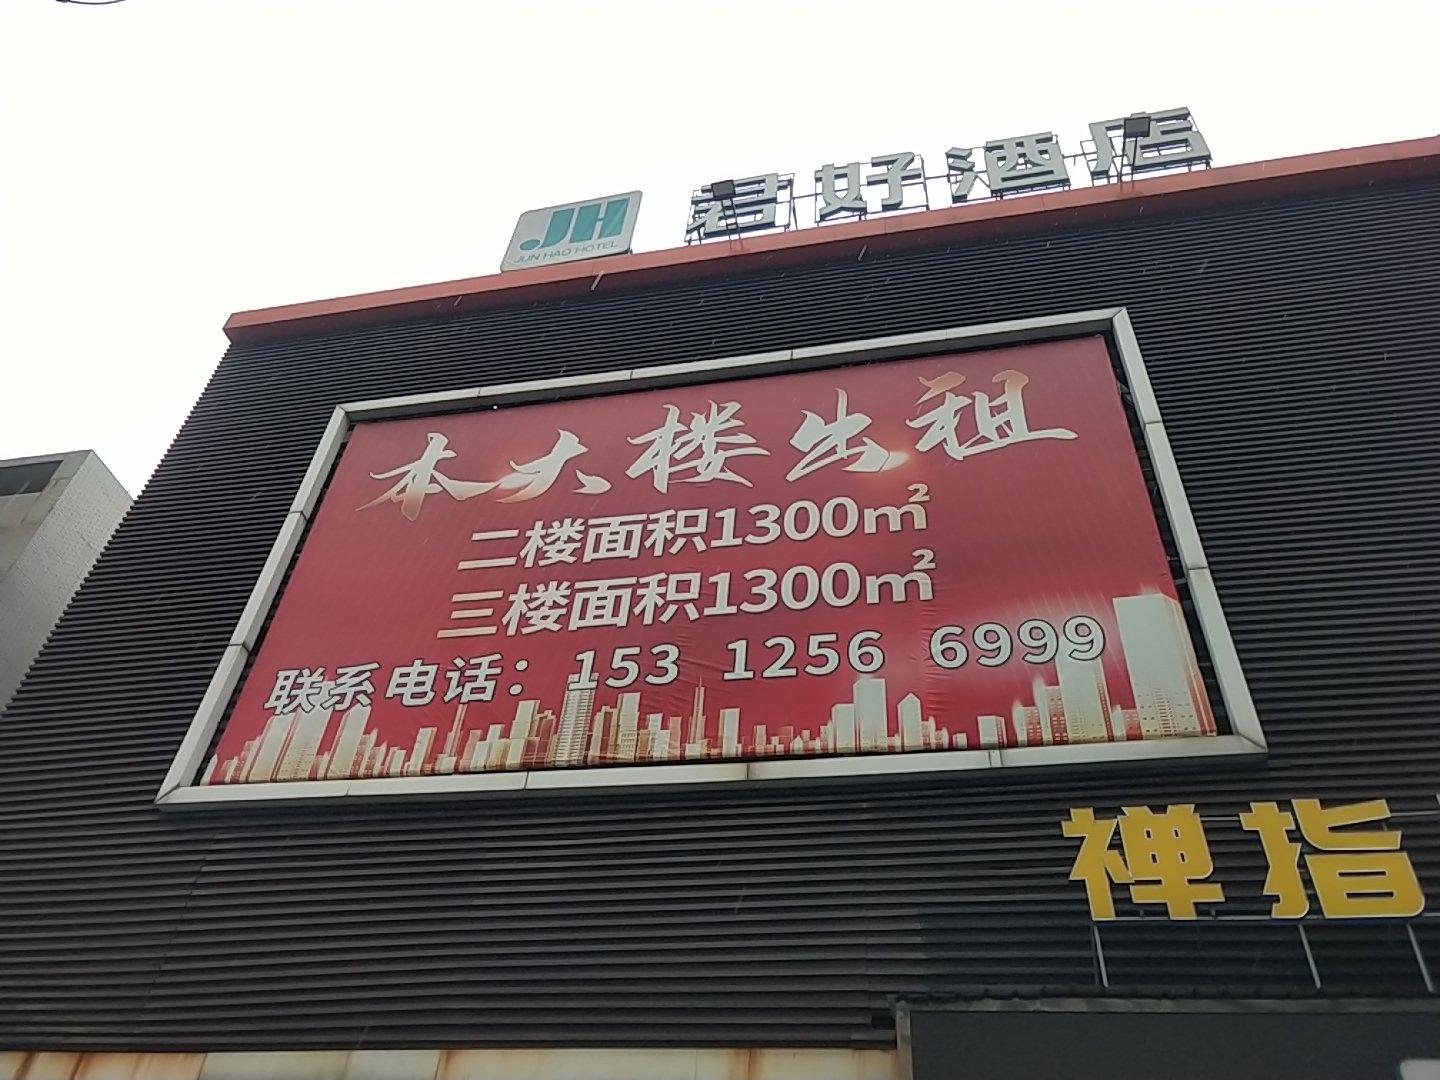 君好酒店
JH
JUN HAO HOTEL
本大楼出租
二楼面积1300㎡
三楼面积1300㎡
联系电话：153 1256 6999
禅指